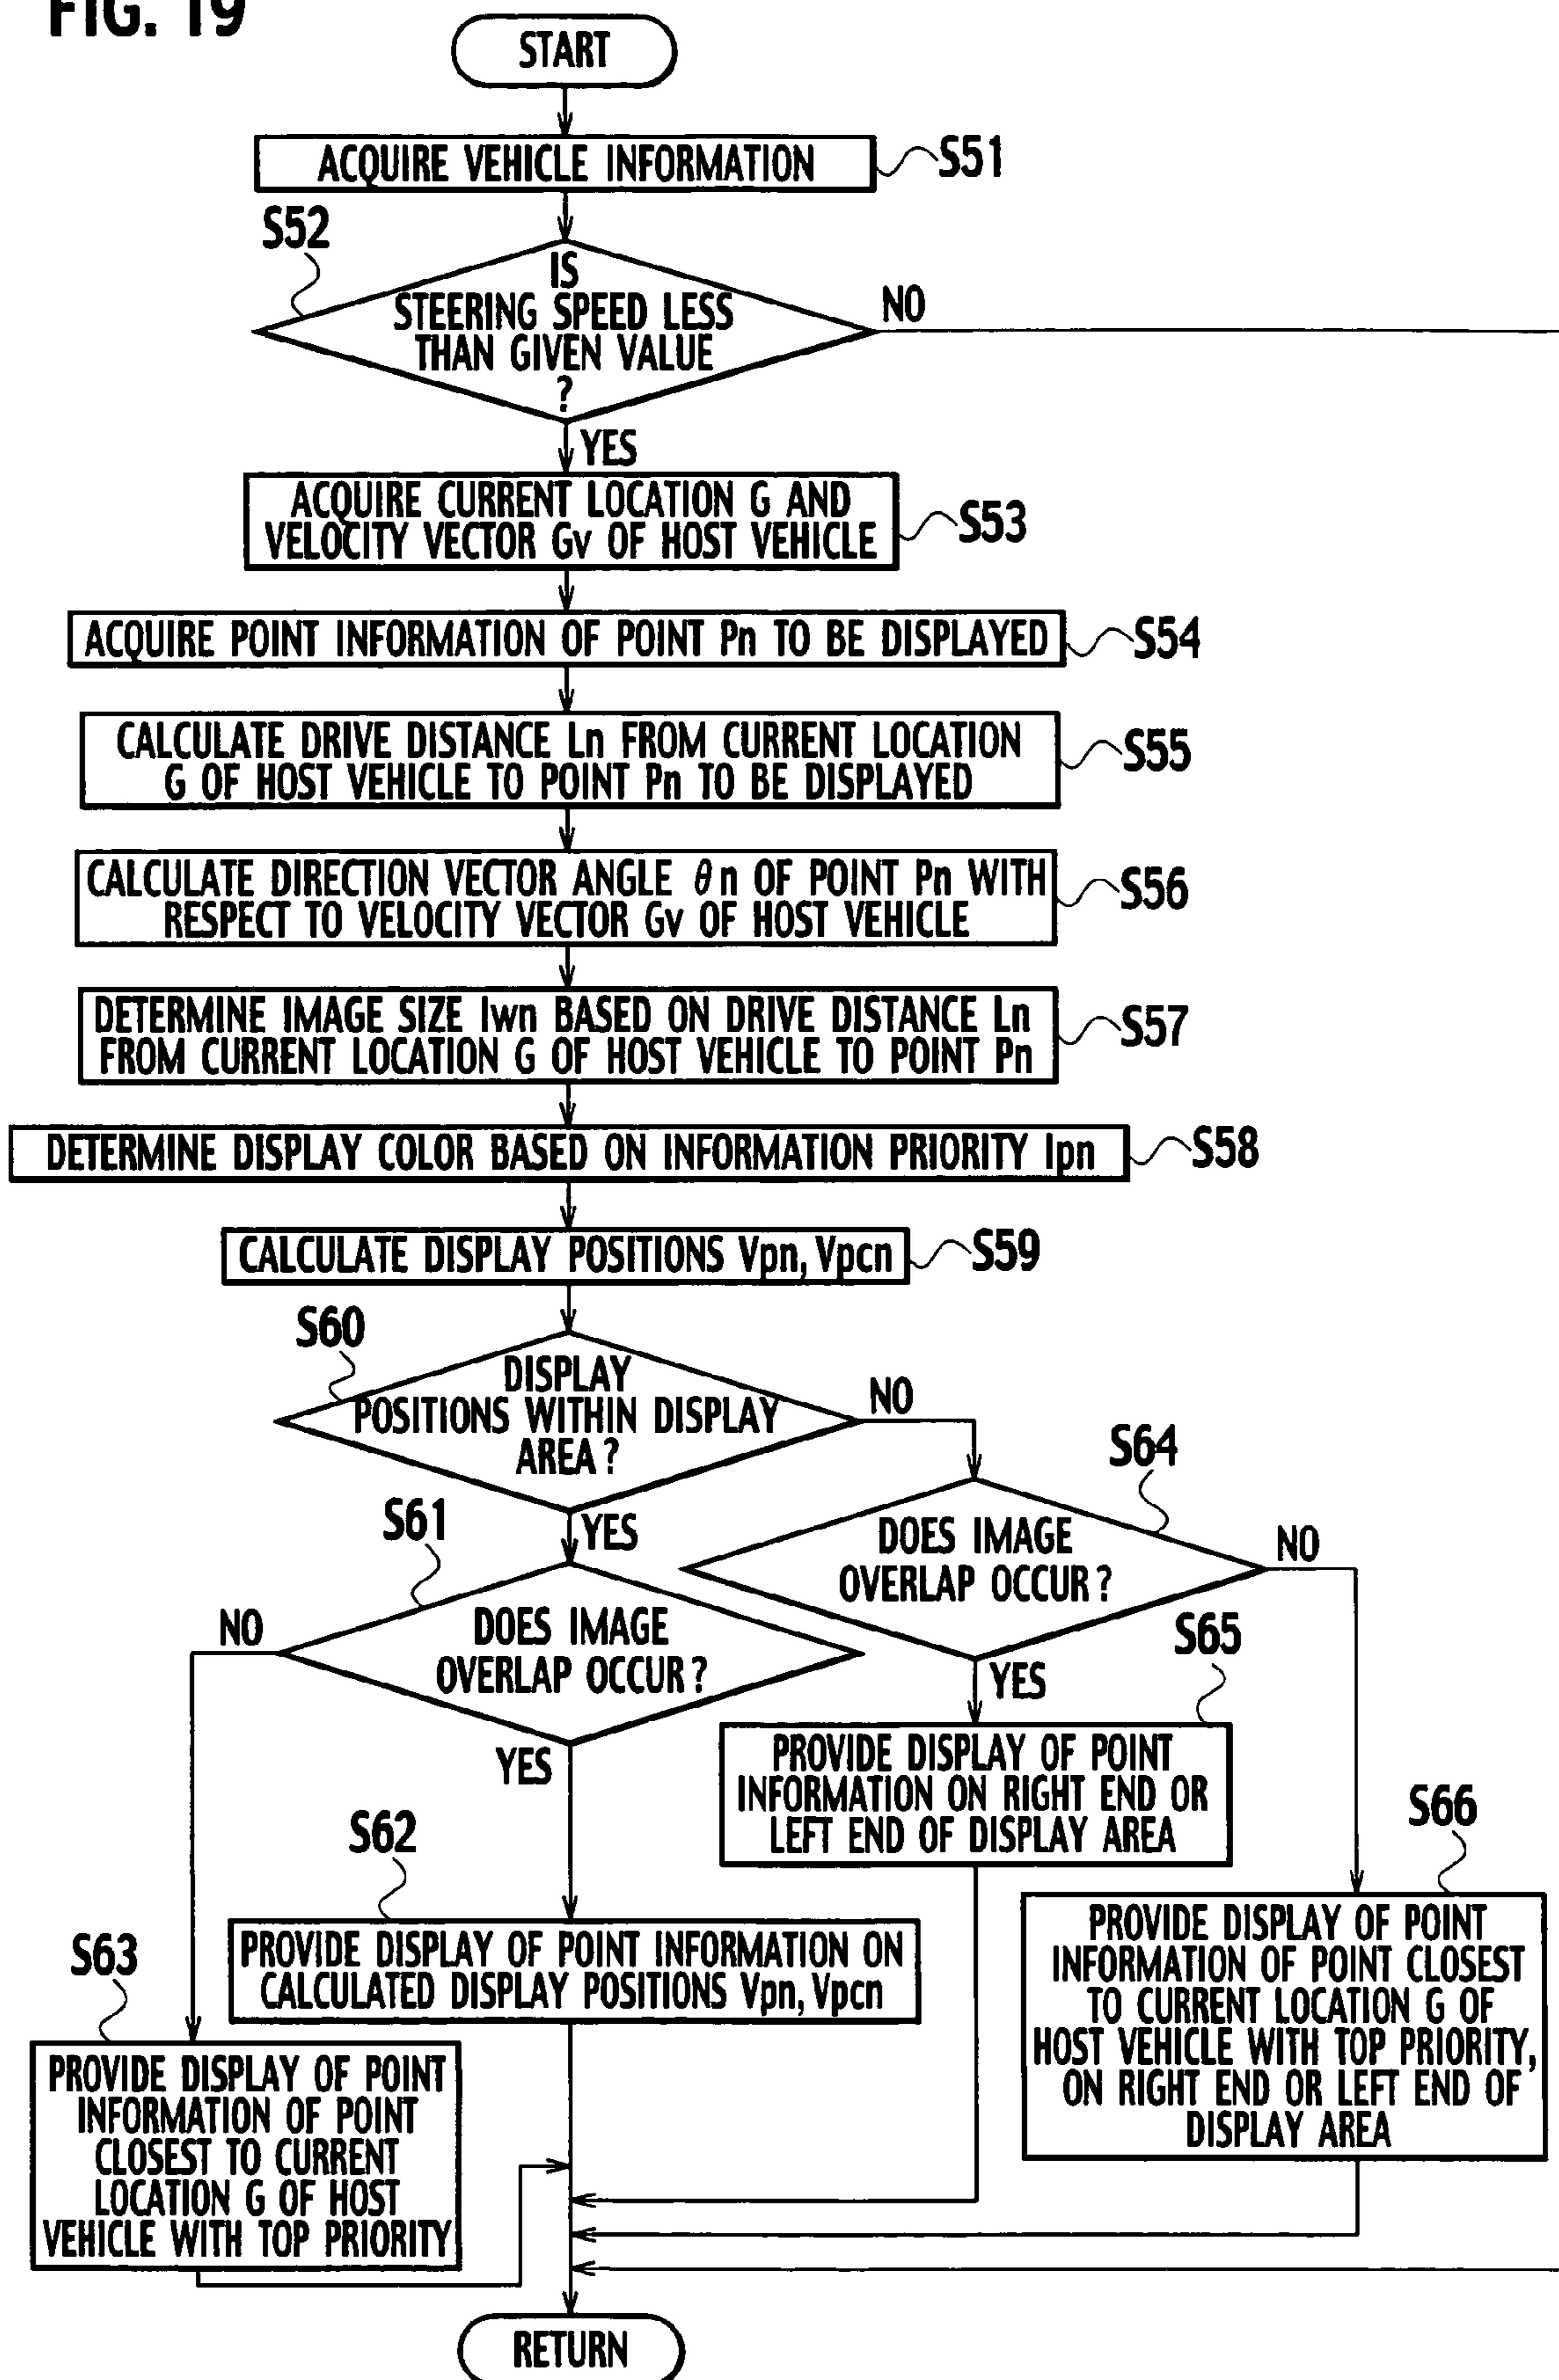 FIG. 19
START
ACQUIRE VEHICLE INFORMATION
S51
S52
IS
STEERING SPEED LESS
THAN GIVEN VALUE
?
NO
YES
ACQUIRE CURRENT LOCATION G AND
VELOCITY VECTOR Gv OF HOST VEHICLE
S53
ACQUIRE POINT INFORMATION OF POINT Pn TO BE DISPLAYED
S54
CALCULATE DRIVE DISTANCE Ln FROM CURRENT LOCATION
G OF HOST VEHICLE TO POINT Pn TO BE DISPLAYED
S55
CALCULATE DIRECTION VECTOR ANGLE θn OF POINT Pn WITH
RESPECT TO VELOCITY VECTOR Gv OF HOST VEHICLE
S56
DETERMINE IMAGE SIZE Iwn BASED ON DRIVE DISTANCE Ln
FROM CURRENT LOCATION G OF HOST VEHICLE TO POINT Pn
S57
DETERMINE DISPLAY COLOR BASED ON INFORMATION PRIORITY Ipn
S58
CALCULATE DISPLAY POSITIONS Vpn, Vpcn
S59
S60
DISPLAY
POSITIONS WITHIN DISPLAY
AREA?
NO
YES
S64
DOES IMAGE
OVERLAP OCCUR?
NO
YES
S61
DOES IMAGE
OVERLAP OCCUR?
NO
YES
S65
PROVIDE DISPLAY OF POINT
INFORMATION ON RIGHT END OR
LEFT END OF DISPLAY AREA
S62
PROVIDE DISPLAY OF POINT INFORMATION ON
CALCULATED DISPLAY POSITIONS Vpn, Vpcn
S66
PROVIDE DISPLAY OF POINT
INFORMATION OF POINT CLOSEST
TO CURRENT LOCATION G OF
HOST VEHICLE WITH TOP PRIORITY,
ON RIGHT END OR LEFT END OF
DISPLAY AREA
S63
PROVIDE DISPLAY OF POINT
INFORMATION OF POINT
CLOSEST TO CURRENT
LOCATION G OF HOST
VEHICLE WITH TOP PRIORITY
RETURN